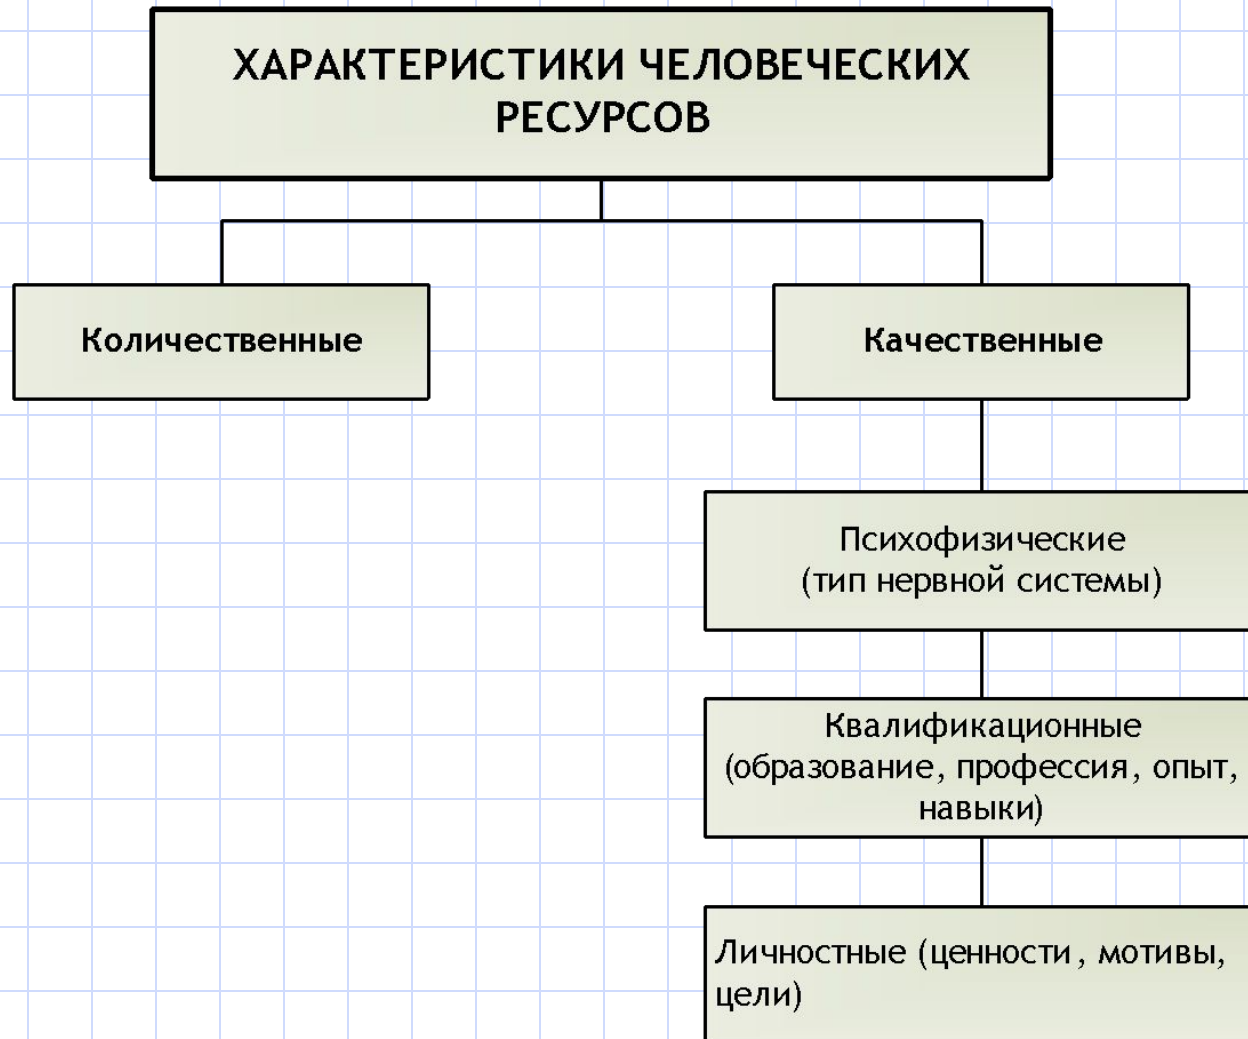 ХАРАКТЕРИСТИКИ ЧЕЛОВЕЧЕСКИХ
РЕСУРСОВ
Количественные
Качественные
Психофизические
(тип нервной системы)
Квалификационные
(образование, профессия, опыт,
навыки)
Личностные (ценности, мотивы,
цели)